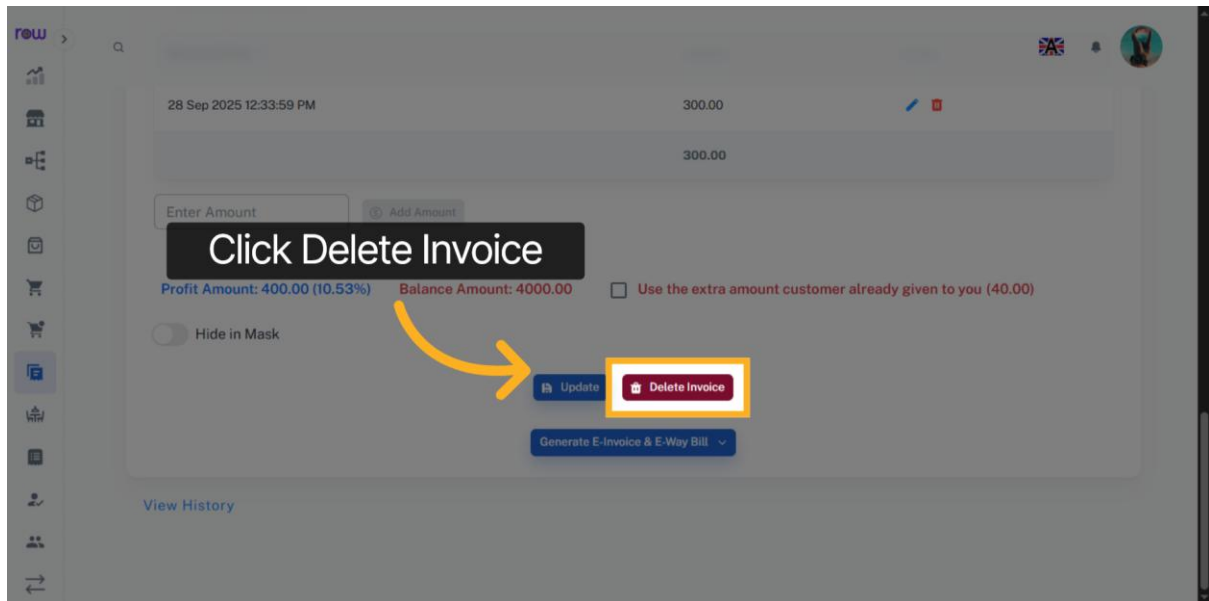 row
A
28 Sep 2025 12:33:59 PM 300.00
300.00
Enter Amount Add Amount
Click Delete Invoice
Profit Amount: 400.00 (10.53%) Balance Amount: 4000.00 Use the extra amount customer already given to you (40.00)
Hide in Mask
Update Delete Invoice
Generate E-Invoice & E-Way Bill
View History